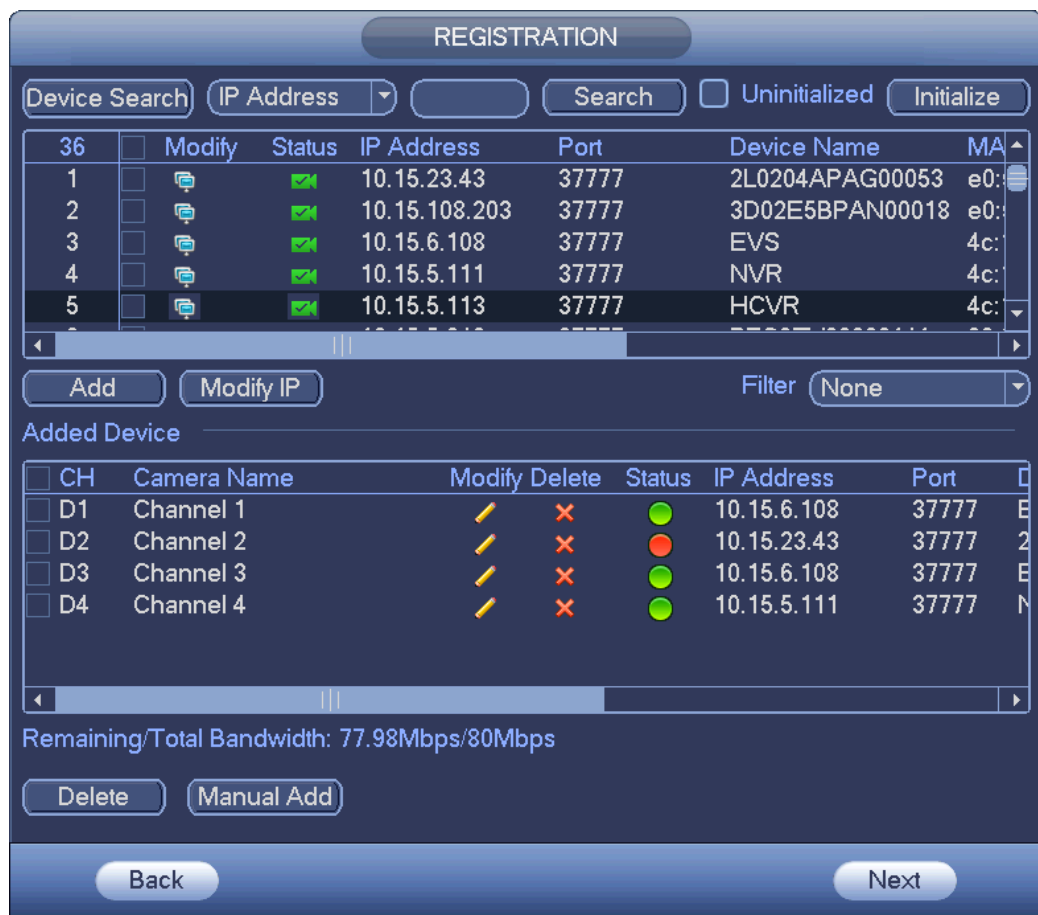 REGISTRATION
Device Search IP Address Search Uninitialized Initialize
36 Modify Status IP Address Port Device Name MA
1 10.15.23.43 37777 2L0204APAG00053 e0:
2 10.15.108.203 37777 3D02E5BPAN00018 e0:
3 10.15.6.108 37777 EVS 4c:
4 10.15.5.111 37777 NVR 4c:
5 10.15.5.113 37777 HCVR 4c:
Add Modify IP Filter None
Added Device
CH Camera Name Modify Delete Status IP Address Port
D1 Channel 1 10.15.6.108 37777 E
D2 Channel 2 10.15.23.43 37777 2
D3 Channel 3 10.15.6.108 37777 E
D4 Channel 4 10.15.5.111 37777 N
Remaining/Total Bandwidth: 77.98Mbps/80Mbps
Delete Manual Add
Back Next